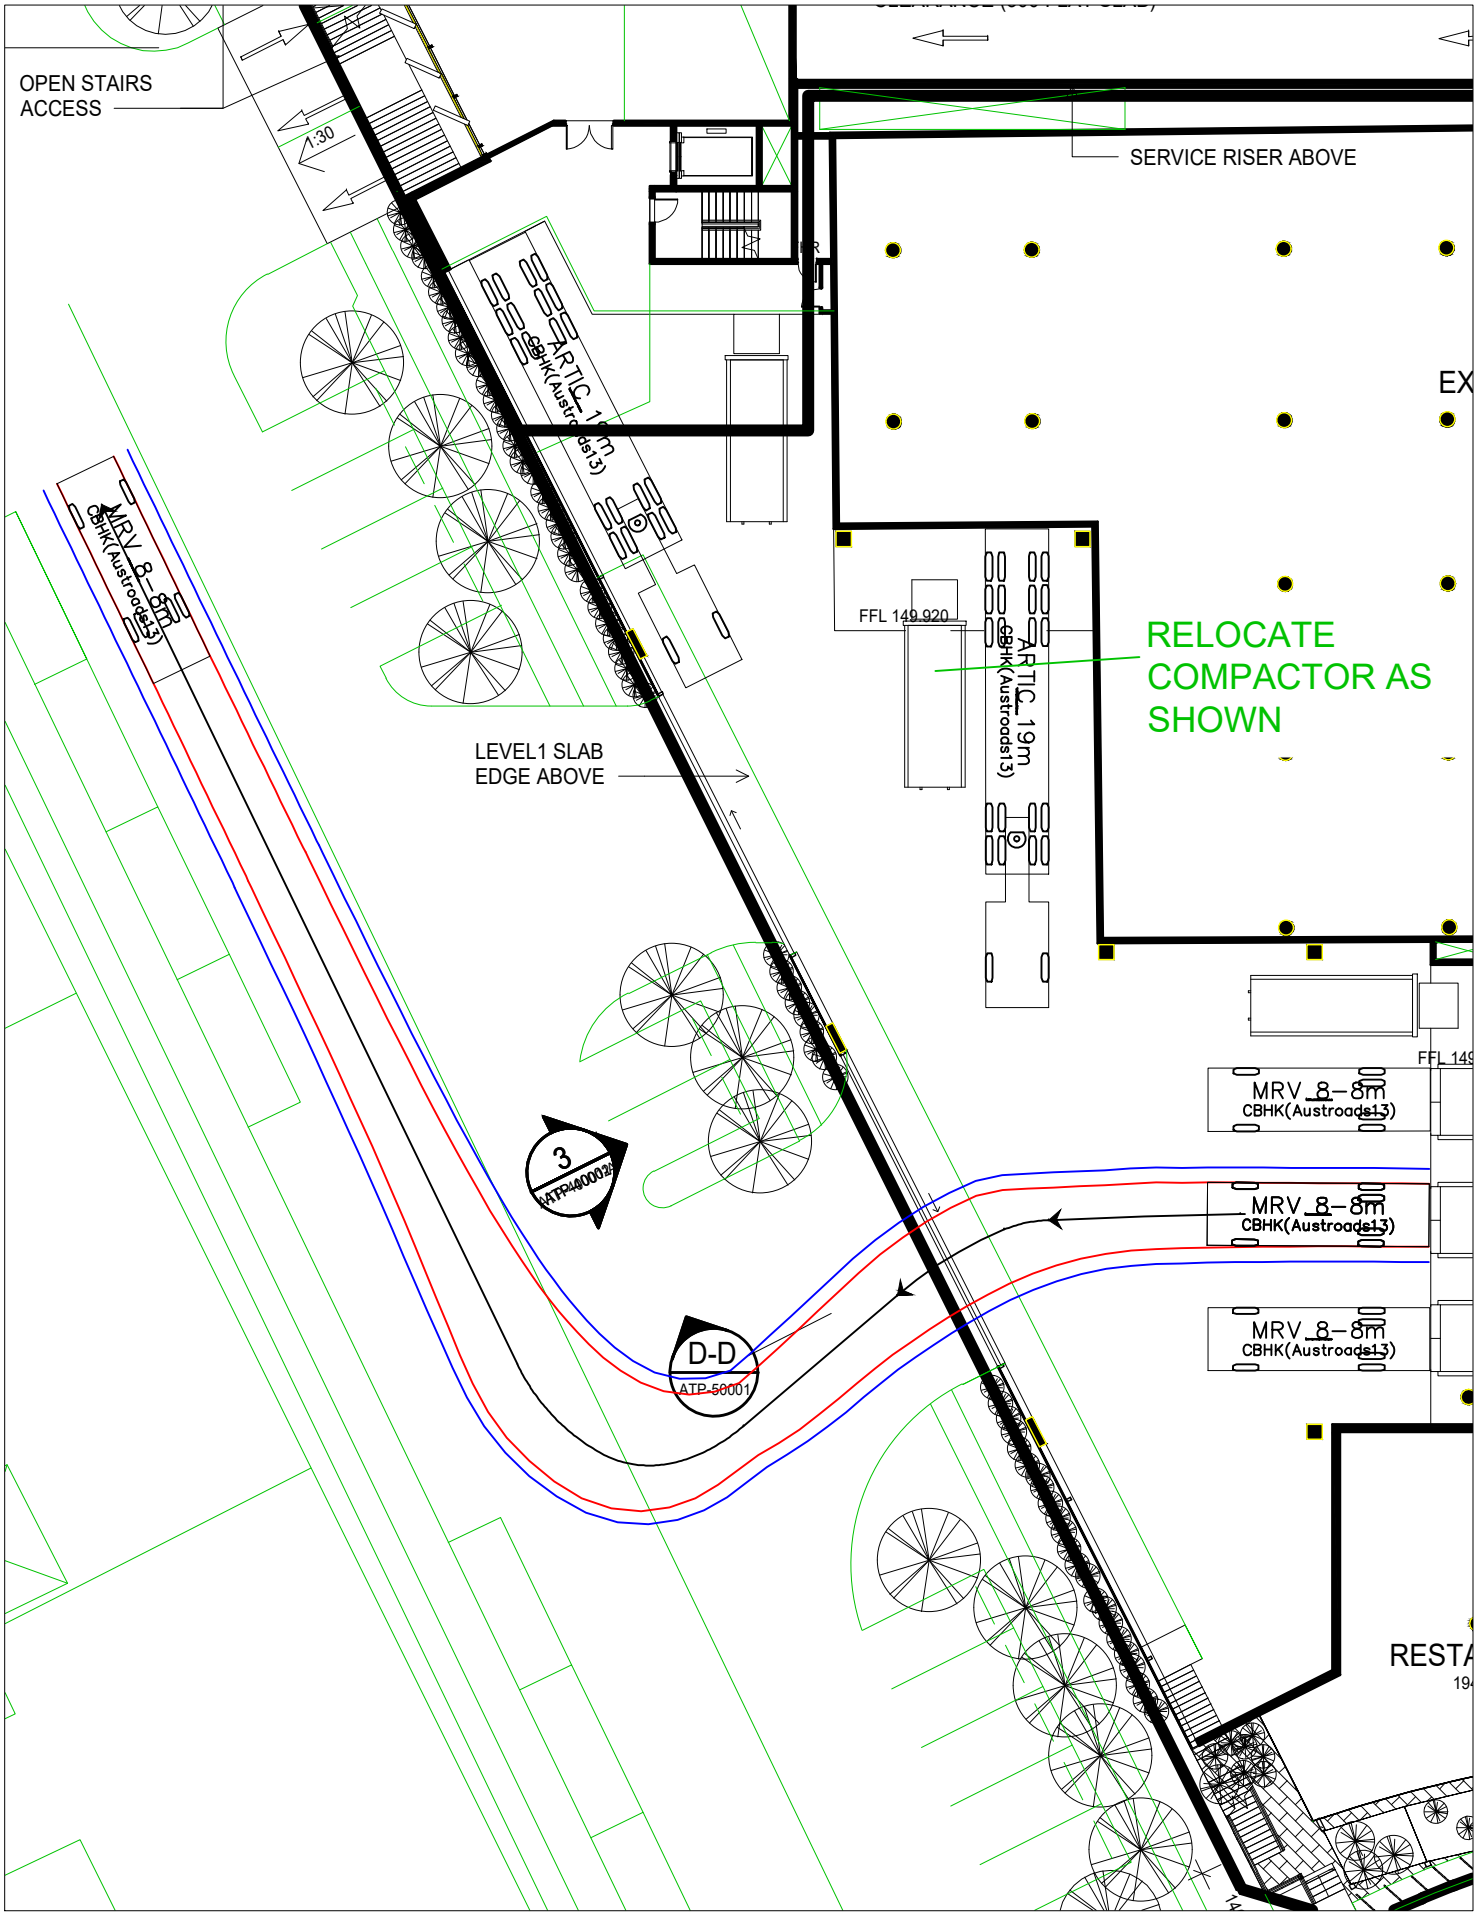 OPEN STAIRS
ACCESS
1:30
SERVICE RISER ABOVE
ARTIC 19m
CBHK(Austroads13)
MRV 8-8m
CBHK(Austroads13)
EX
FFL 149.920
ARTIC 19m
CBHK(Austroads13)
RELOCATE
COMPACTOR AS
SHOWN
LEVEL1 SLAB
EDGE ABOVE
FFL 149
MRV 8-8m
CBHK(Austroads13)
3
MRV 8-8m
CBHK(Austroads13)
MRV 8-8m
CBHK(Austroads13)
D-D
ATP-50001
RESTA
194